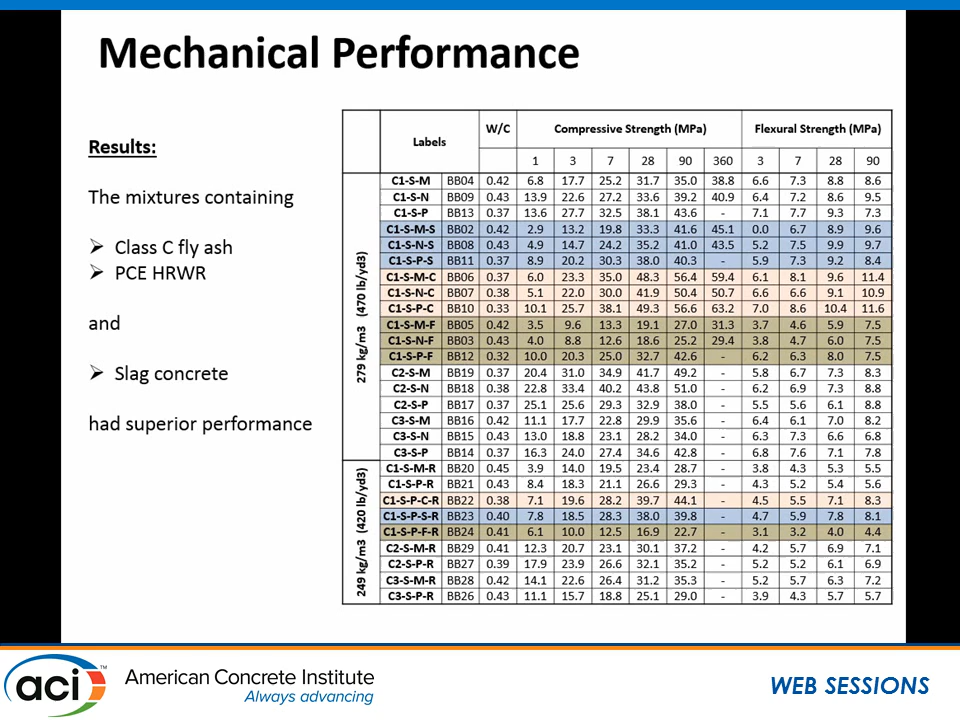 Mechanical Performance
Results:
The mixtures containing
➢ Class C fly ash
➢ PCE HRWR
and
➢ Slag concrete
had superior performance
Labels W/C Compressive Strength (MPa) Flexural Strength (MPa)
1 3 7 28 90 360 3 7 28 90
279 kg/m3 (470 lb/yd3)
C1-S-M BB04 0.42 6.8 17.7 25.2 31.7 35.0 38.8 6.6 7.3 8.8 8.6
C1-S-N BB09 0.43 13.9 22.6 27.2 33.6 39.2 40.9 6.4 7.2 8.6 9.5
C1-S-P BB13 0.37 13.6 27.7 32.5 38.1 43.6 - 7.1 7.7 9.3 7.3
C1-S-M-S BB02 0.42 2.9 13.2 19.8 33.3 41.6 45.1 0.0 6.7 8.9 9.6
C1-S-N-S BB08 0.43 4.9 14.7 24.2 35.2 41.0 43.5 5.2 7.5 9.9 9.7
C1-S-P-S BB11 0.37 8.9 20.2 30.3 38.0 40.3 - 5.9 7.3 9.2 8.4
C1-S-M-C BB06 0.37 6.0 23.3 35.0 48.3 56.4 59.4 6.1 8.1 9.6 11.4
C1-S-N-C BB07 0.38 5.1 22.0 30.0 41.9 50.4 50.7 6.6 6.6 9.1 10.9
C1-S-P-C BB10 0.33 10.1 25.7 38.1 49.3 56.6 63.2 7.0 8.6 10.4 11.6
C1-S-M-F BB05 0.42 3.5 9.6 13.3 19.1 27.0 31.3 3.7 4.6 5.9 7.5
C1-S-N-F BB03 0.43 4.0 8.8 12.6 18.6 25.2 29.4 3.8 4.7 6.0 7.5
C1-S-P-F BB12 0.32 10.0 20.3 25.0 32.7 42.6 - 6.2 6.3 8.0 7.5
C2-S-M BB19 0.37 20.4 31.0 34.9 41.7 49.2 - 5.8 6.7 7.3 8.3
C2-S-N BB18 0.38 22.8 33.4 40.2 43.8 51.0 - 6.2 6.9 7.3 8.8
C2-S-P BB17 0.37 25.1 25.6 29.3 32.9 38.0 - 5.5 5.6 6.1 8.8
C3-S-M BB16 0.42 11.1 17.7 22.8 29.9 35.6 - 6.4 6.1 7.0 8.2
C3-S-N BB15 0.43 13.0 18.8 23.1 28.2 34.0 - 6.3 7.3 6.6 6.8
C3-S-P BB14 0.37 16.3 24.0 27.4 34.6 42.8 - 6.8 7.6 7.1 7.8
249 kg/m3 (420 lb/yd3)
C1-S-M-R BB20 0.45 3.9 14.0 19.5 23.4 28.7 - 3.8 4.3 5.3 5.5
C1-S-P-R BB21 0.43 8.4 18.3 21.1 26.6 29.3 - 4.3 5.2 5.4 5.6
C1-S-P-C-R BB22 0.38 7.1 19.6 28.2 39.7 44.1 - 4.5 5.5 7.1 8.3
C1-S-P-S-R BB23 0.40 7.8 18.5 28.3 38.0 39.8 - 4.7 5.9 7.8 8.1
C1-S-P-F-R BB24 0.41 6.1 10.0 12.5 16.9 22.7 - 3.1 3.2 4.0 4.4
C2-S-M-R BB29 0.41 12.3 20.7 23.1 30.1 37.2 - 4.2 5.7 6.9 7.1
C2-S-P-R BB27 0.39 17.9 23.9 26.6 32.1 35.2 - 5.2 5.2 6.1 6.9
C3-S-M-R BB28 0.42 14.1 22.6 26.4 31.2 35.3 - 5.2 5.7 6.3 7.2
C3-S-P-R BB26 0.43 11.1 15.7 18.8 25.1 29.0 - 3.9 4.3 5.7 5.7
aci™
American Concrete Institute
Always advancing
WEB SESSIONS